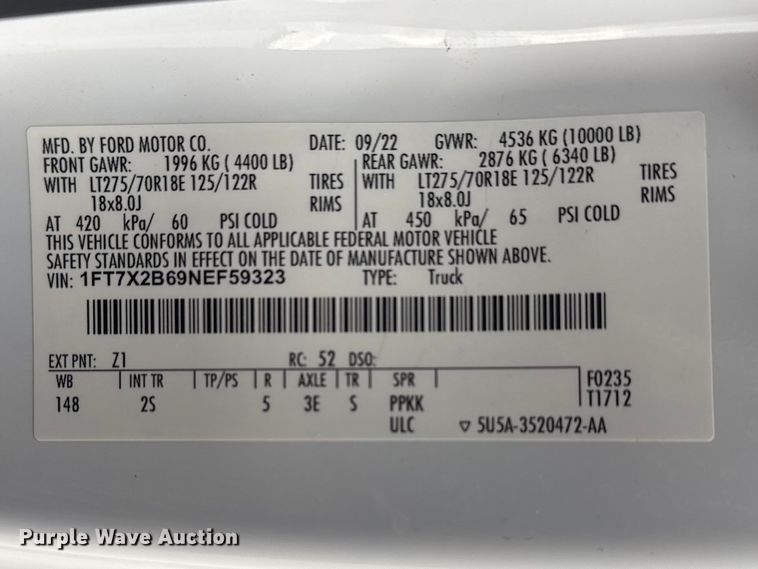 MFD. BY FORD MOTOR CO. DATE: 09/22 GVWR: 4536 KG (10000 LB)
FRONT GAWR: 1996 KG ( 4400 LB) REAR GAWR: 2876 KG ( 6340 LB)
WITH LT275/70R18E 125/122R TIRES WITH LT275/70R18E 125/122R TIRES
18x8.0J RIMS 18x8.0J RIMS
AT 420 kPa/ 60 PSI COLD AT 450 kPa/ 65 PSI COLD
THIS VEHICLE CONFORMS TO ALL APPLICABLE FEDERAL MOTOR VEHICLE
SAFETY STANDARDS IN EFFECT ON THE DATE OF MANUFACTURE SHOWN ABOVE.
VIN: 1FT7X2B69NEF59323 TYPE: Truck
EXT PNT: Z1 RC: 52 DSO:
WB INT TR TP/PS R AXLE TR SPR F0235
148 2S 5 3E S PPKK T1712
ULC ▽ 5U5A-3520472-AA
Purple Wave Auction